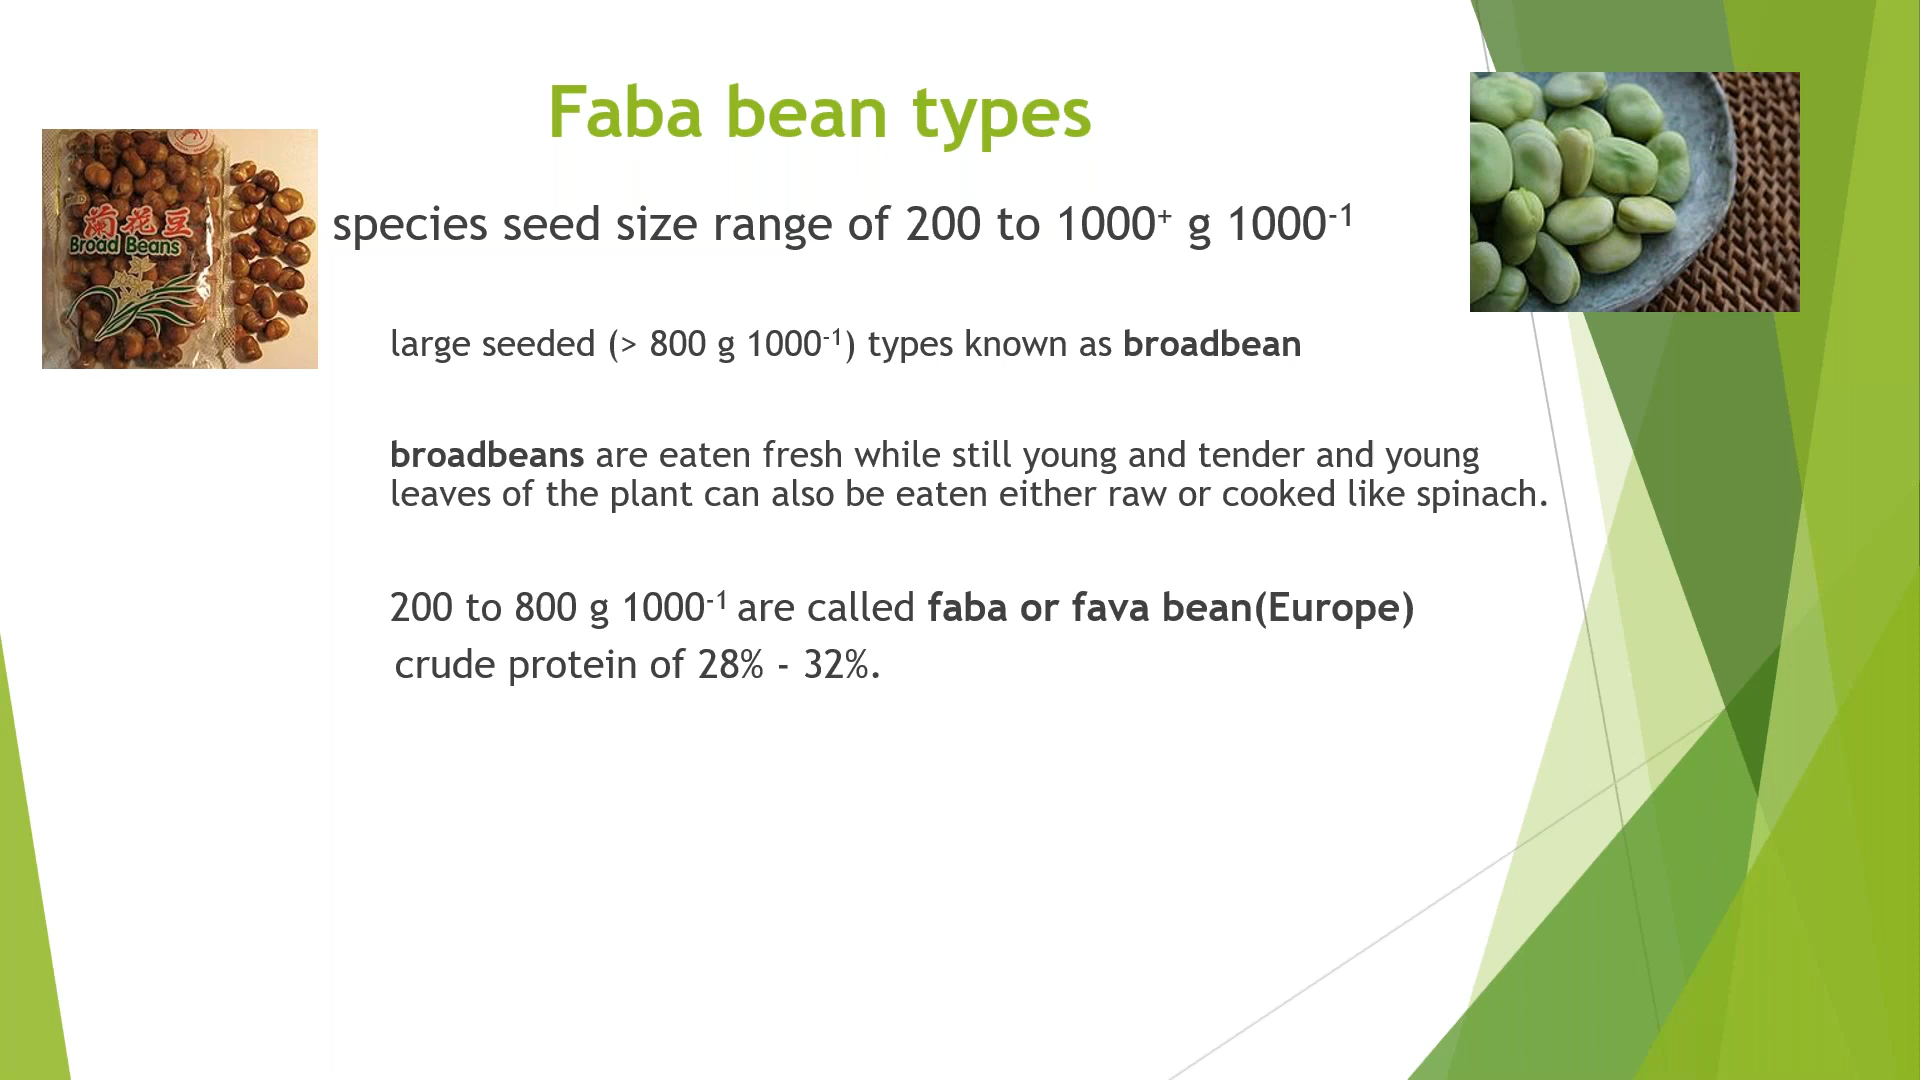 Faba bean types
蘭花豆
Broad Beans
species seed size range of 200 to 1000⁺ g 1000⁻¹
large seeded (> 800 g 1000⁻¹) types known as broadbean
broadbeans are eaten fresh while still young and tender and young
leaves of the plant can also be eaten either raw or cooked like spinach.
200 to 800 g 1000⁻¹ are called faba or fava bean(Europe)
crude protein of 28% - 32%.